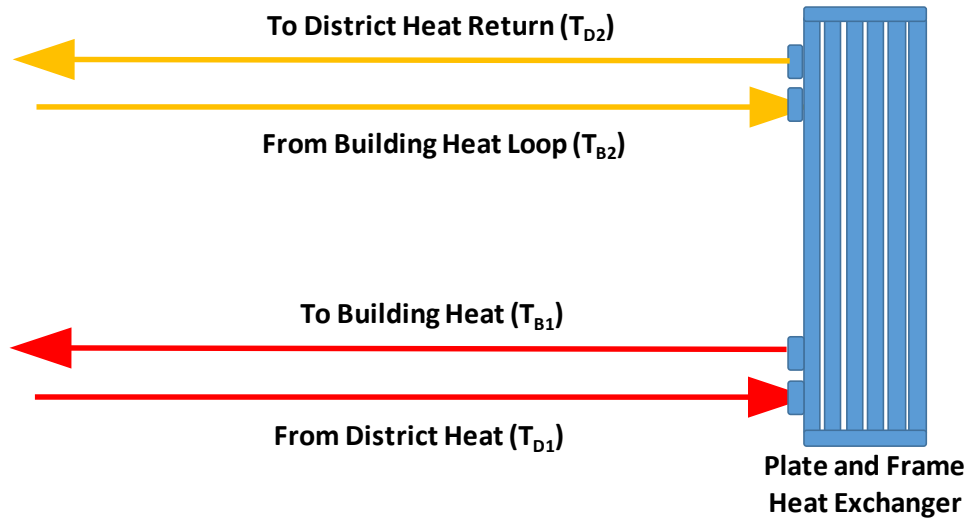 To District Heat Return (TD2)
From Building Heat Loop (TB2)
To Building Heat (TB1)
From District Heat (TD1)
Plate and Frame
Heat Exchanger